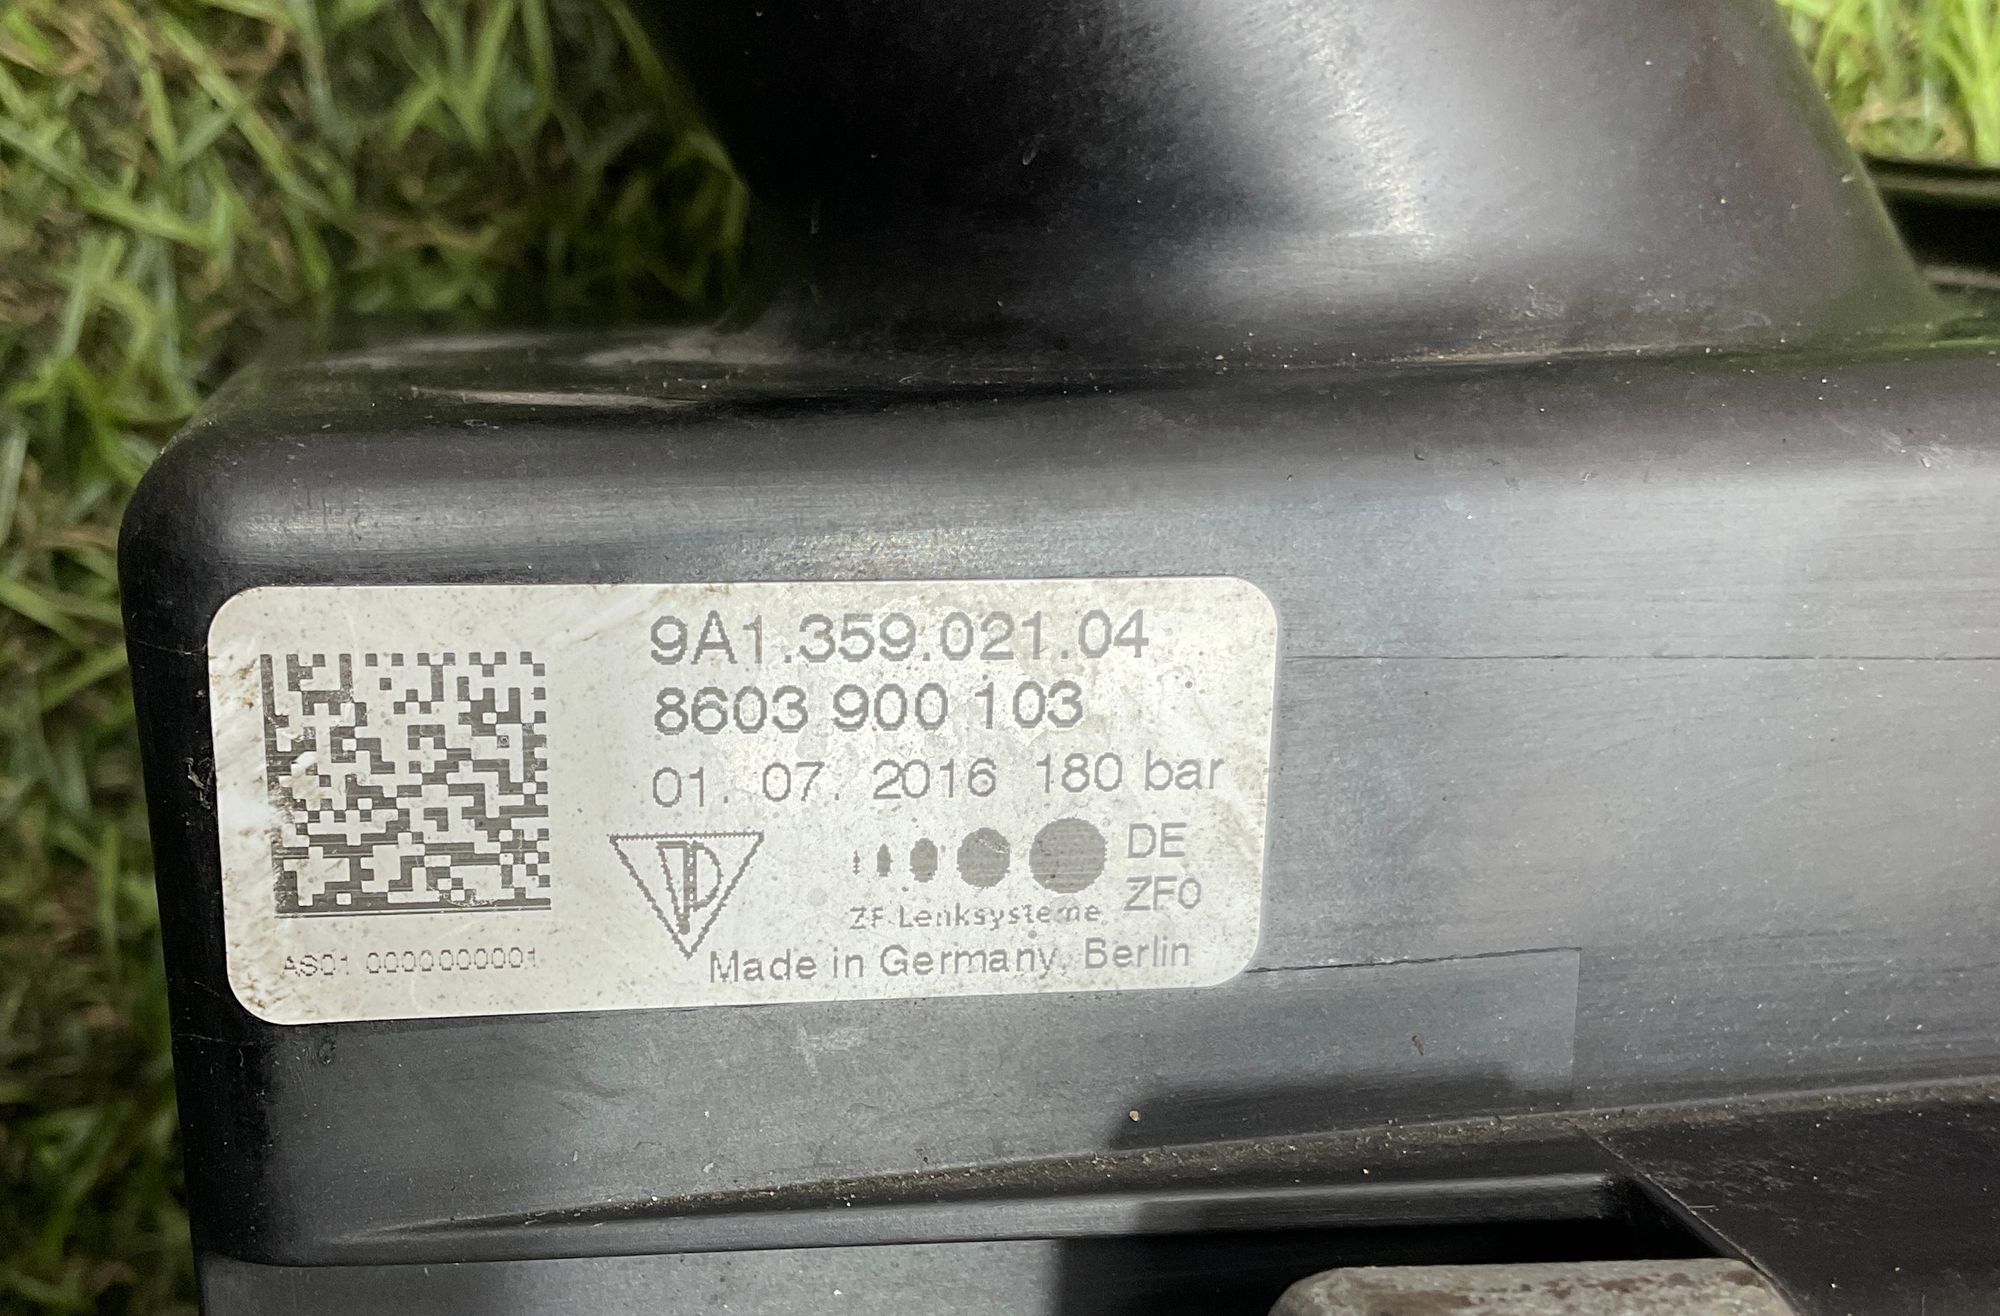 9A1.359.021.04
8603 900 103
01. 07. 2016 180 bar
DE
ZF Lenksysteme ZF0
Made in Germany, Berlin
AS01 0000000001